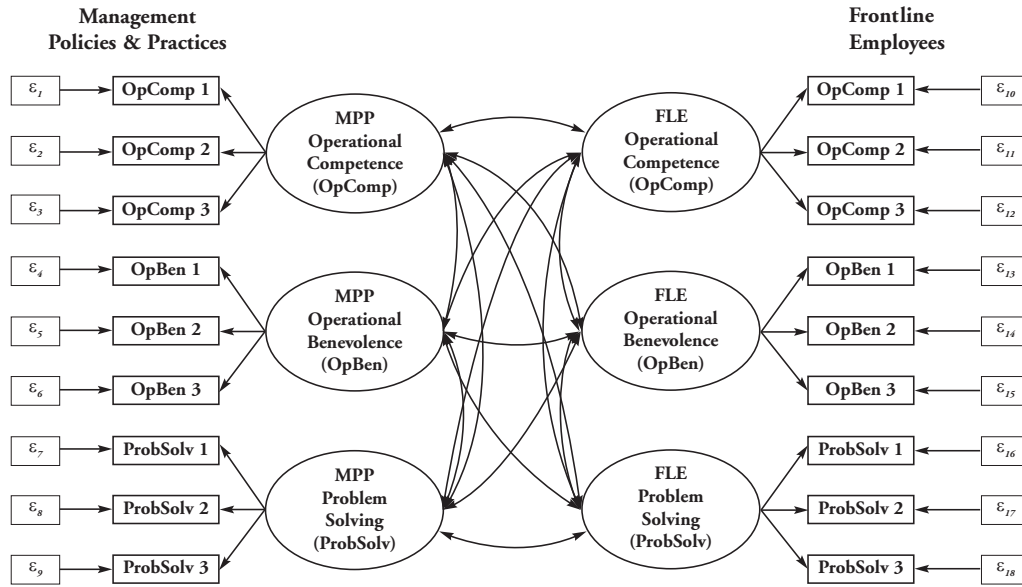 Management
Policies & Practices
Frontline
Employees
ε1
OpComp 1
ε2
OpComp 2
ε3
OpComp 3
MPP
Operational
Competence
(OpComp)
FLE
Operational
Competence
(OpComp)
OpComp 1
ε10
OpComp 2
ε11
OpComp 3
ε12
ε4
OpBen 1
ε5
OpBen 2
ε6
OpBen 3
MPP
Operational
Benevolence
(OpBen)
FLE
Operational
Benevolence
(OpBen)
OpBen 1
ε13
OpBen 2
ε14
OpBen 3
ε15
ε7
ProbSolv 1
ε8
ProbSolv 2
ε9
ProbSolv 3
MPP
Problem
Solving
(ProbSolv)
FLE
Problem
Solving
(ProbSolv)
ProbSolv 1
ε16
ProbSolv 2
ε17
ProbSolv 3
ε18